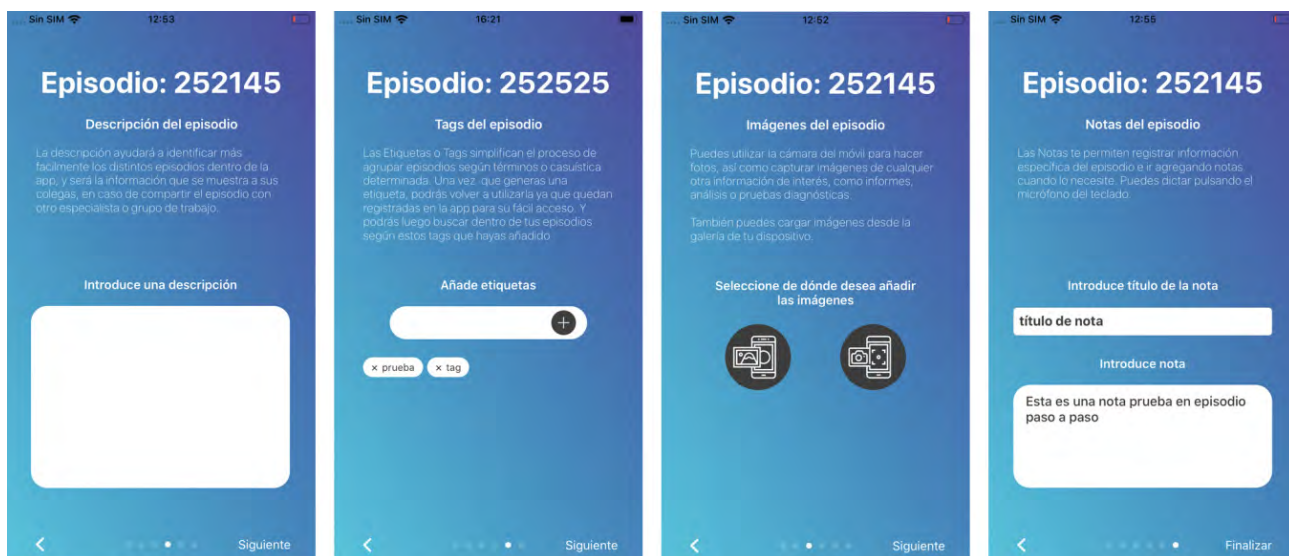 Sin SIM 12:53
Episodio: 252145
Descripción del episodio
La descripción ayudará a identificar más
facilmente los distintos episodios dentro de la
app, y será la información que se muestra a sus
colegas, en caso de compartir el episodio con
otro especialista o grupo de trabajo.
Introduce una descripción
Siguiente
Sin SIM 16:21
Episodio: 252525
Tags del episodio
Las Etiquetas o Tags simplifican el proceso de
agrupar episodios según términos o casuística
determinada. Una vez que generas una
etiqueta, podrás volver a utilizarla ya que quedan
registradas en la app para su fácil acceso. Y
podrás luego buscar dentro de tus episodios
según estos tags que hayas añadido
Añade etiquetas
× prueba × tag
Siguiente
Sin SIM 12:52
Episodio: 252145
Imágenes del episodio
Puedes utilizar la cámara del móvil para hacer
fotos, así como capturar imágenes de cualquier
otra información de interés, como informes,
análisis o pruebas diagnósticas.
También puedes cargar imágenes desde la
galería de tu dispositivo.
Seleccione de dónde desea añadir
las imágenes
Siguiente
Sin SIM 12:55
Episodio: 252145
Notas del episodio
Las Notas te permiten registrar información
específica del episodio e ir agregando notas
cuando lo necesite. Puedes dictar pulsando el
micrófono del teclado.
Introduce título de la nota
título de nota
Introduce nota
Esta es una nota prueba en episodio
paso a paso
Finalizar